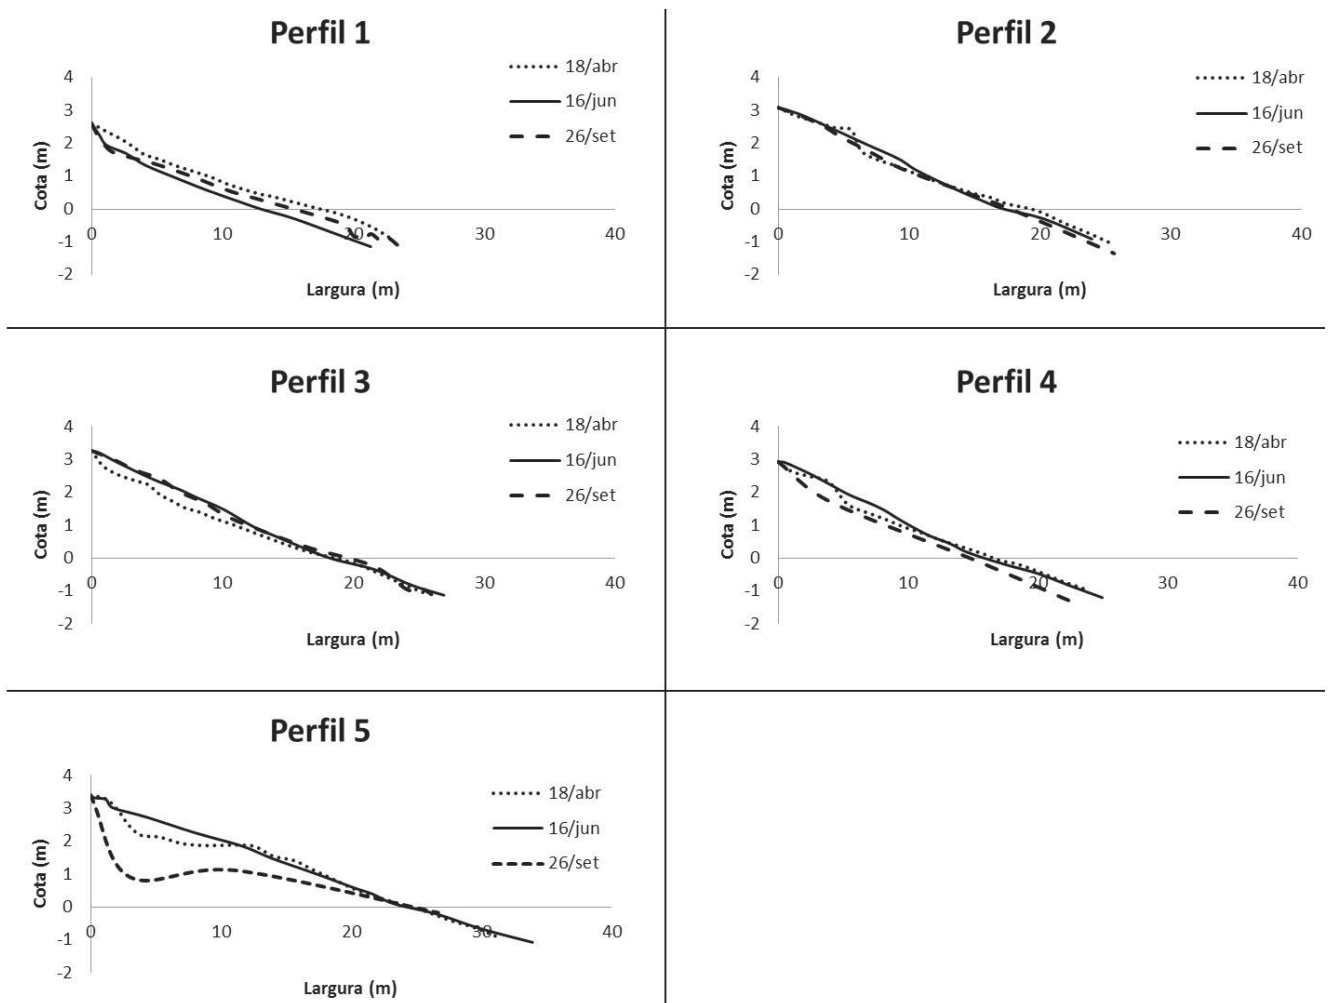 Perfil 1
18/abr
16/jun
26/set
Cota (m)
4
3
2
1
0
-1
-2
0
10
20
30
40
Largura (m)
Perfil 2
18/abr
16/jun
26/set
Cota (m)
4
3
2
1
0
-1
-2
0
10
20
30
40
Largura (m)
Perfil 3
18/abr
16/jun
26/set
Cota (m)
4
3
2
1
0
-1
-2
0
10
20
30
40
Largura (m)
Perfil 4
18/abr
16/jun
26/set
Cota (m)
4
3
2
1
0
-1
-2
0
10
20
30
40
Largura (m)
Perfil 5
18/abr
16/jun
26/set
Cota (m)
4
3
2
1
0
-1
-2
0
10
20
30
40
Largura (m)